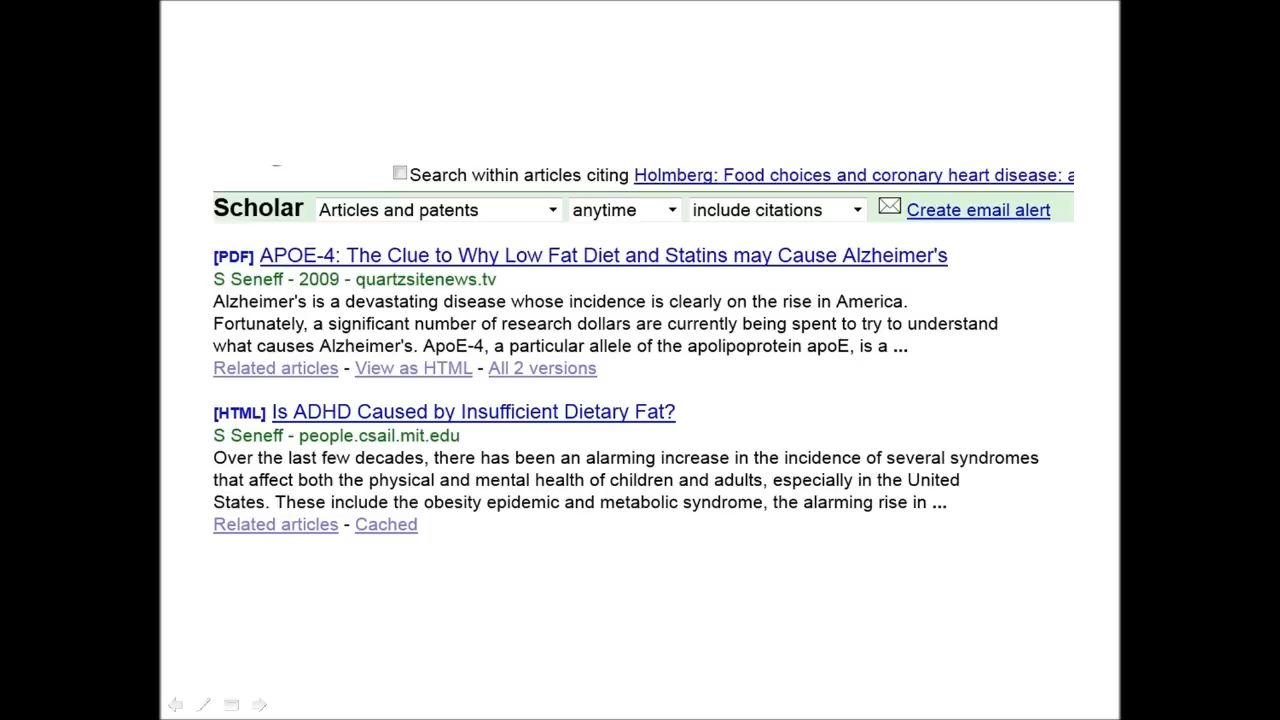 Search within articles citing Holmberg: Food choices and coronary heart disease: a
Scholar Articles and patents anytime include citations Create email alert
[PDF] APOE-4: The Clue to Why Low Fat Diet and Statins may Cause Alzheimer's
S Seneff - 2009 - quartzsitenews.tv
Alzheimer's is a devastating disease whose incidence is clearly on the rise in America.
Fortunately, a significant number of research dollars are currently being spent to try to understand
what causes Alzheimer's. ApoE-4, a particular allele of the apolipoprotein apoE, is a ...
Related articles - View as HTML - All 2 versions
[HTML] Is ADHD Caused by Insufficient Dietary Fat?
S Seneff - people.csail.mit.edu
Over the last few decades, there has been an alarming increase in the incidence of several syndromes
that affect both the physical and mental health of children and adults, especially in the United
States. These include the obesity epidemic and metabolic syndrome, the alarming rise in ...
Related articles - Cached